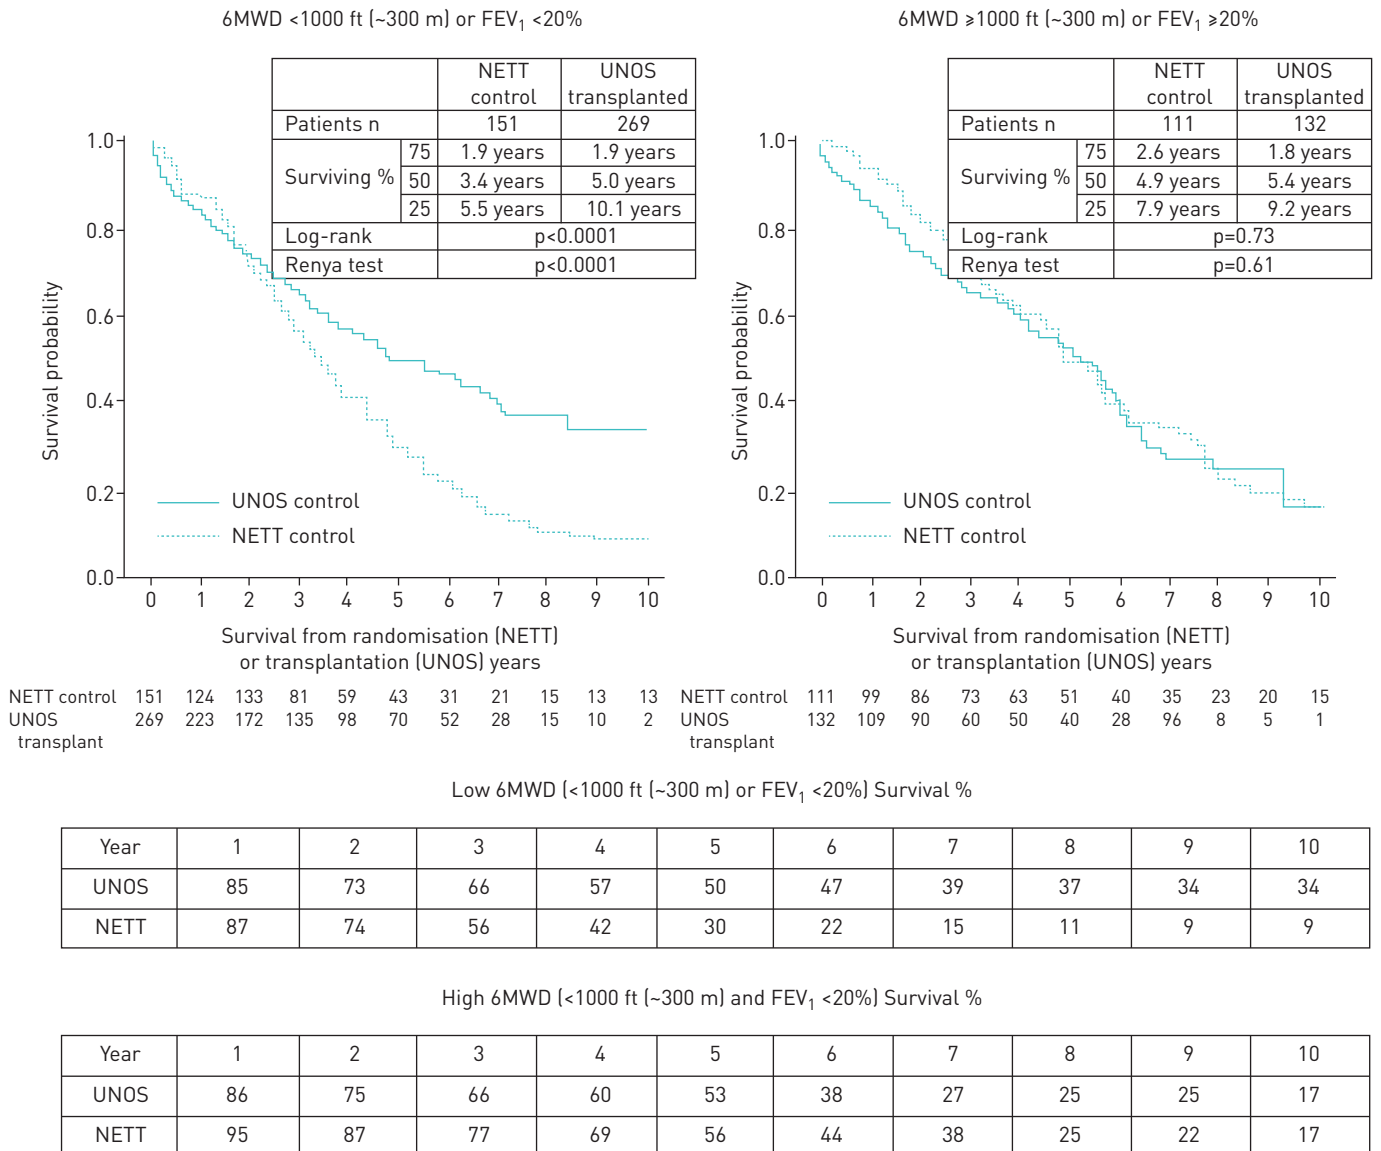 6MWD <1000 ft (~300 m) or FEV1 <20%
NETT UNOS
control transplanted
Patients n 151 269
Surviving % 75 1.9 years 1.9 years
50 3.4 years 5.0 years
25 5.5 years 10.1 years
Log-rank p<0.0001
Renya test p<0.0001
Survival probability
1.0
0.8
0.6
0.4
0.2
0.0
UNOS control
NETT control
0 1 2 3 4 5 6 7 8 9 10
Survival from randomisation (NETT)
or transplantation (UNOS) years
NETT control 151 124 133 81 59 43 31 21 15 13 13
UNOS 269 223 172 135 98 70 52 28 15 10 2
transplant
6MWD ≥1000 ft (~300 m) or FEV1 ≥20%
NETT UNOS
control transplanted
Patients n 111 132
Surviving % 75 2.6 years 1.8 years
50 4.9 years 5.4 years
25 7.9 years 9.2 years
Log-rank p=0.73
Renya test p=0.61
Survival probability
1.0
0.8
0.6
0.4
0.2
0.0
UNOS control
NETT control
0 1 2 3 4 5 6 7 8 9 10
Survival from randomisation (NETT)
or transplantation (UNOS) years
NETT control 111 99 86 73 63 51 40 35 23 20 15
UNOS 132 109 90 60 50 40 28 96 8 5 1
transplant
Low 6MWD (<1000 ft (~300 m) or FEV1 <20%) Survival %
Year 1 2 3 4 5 6 7 8 9 10
UNOS 85 73 66 57 50 47 39 37 34 34
NETT 87 74 56 42 30 22 15 11 9 9
High 6MWD (<1000 ft (~300 m) and FEV1 <20%) Survival %
Year 1 2 3 4 5 6 7 8 9 10
UNOS 86 75 66 60 53 38 27 25 25 17
NETT 95 87 77 69 56 44 38 25 22 17